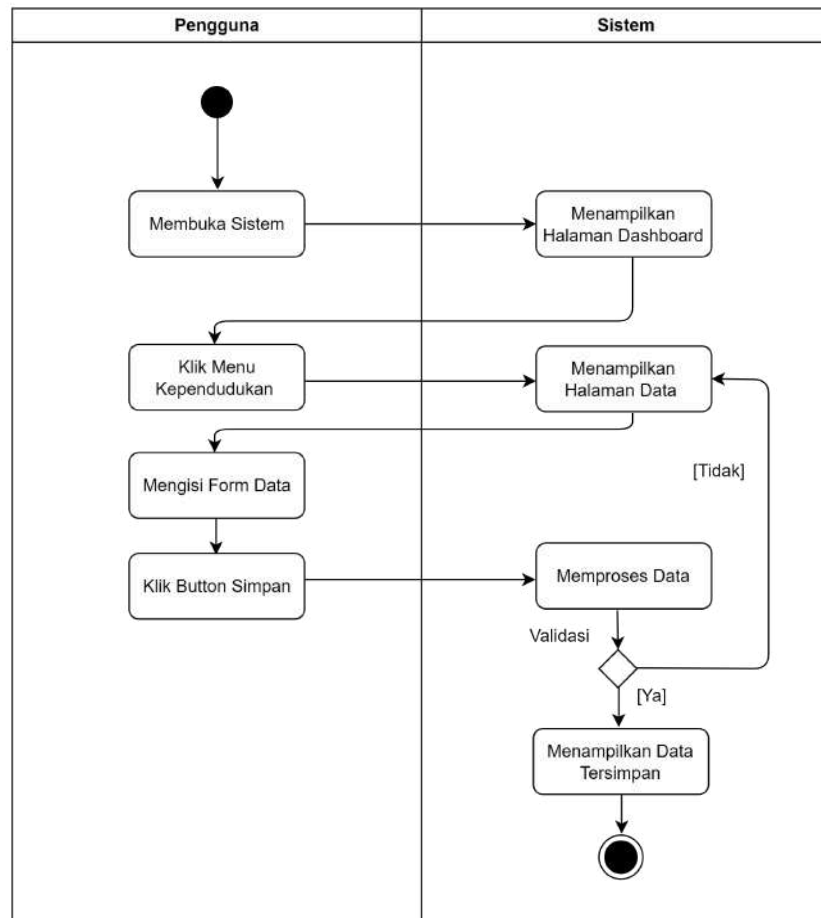 Pengguna
Sistem
Membuka Sistem
Menampilkan
Halaman Dashboard
Klik Menu
Kependudukan
Menampilkan
Halaman Data
Mengisi Form Data
[Tidak]
Klik Button Simpan
Memproses Data
Validasi
[Ya]
Menampilkan Data
Tersimpan